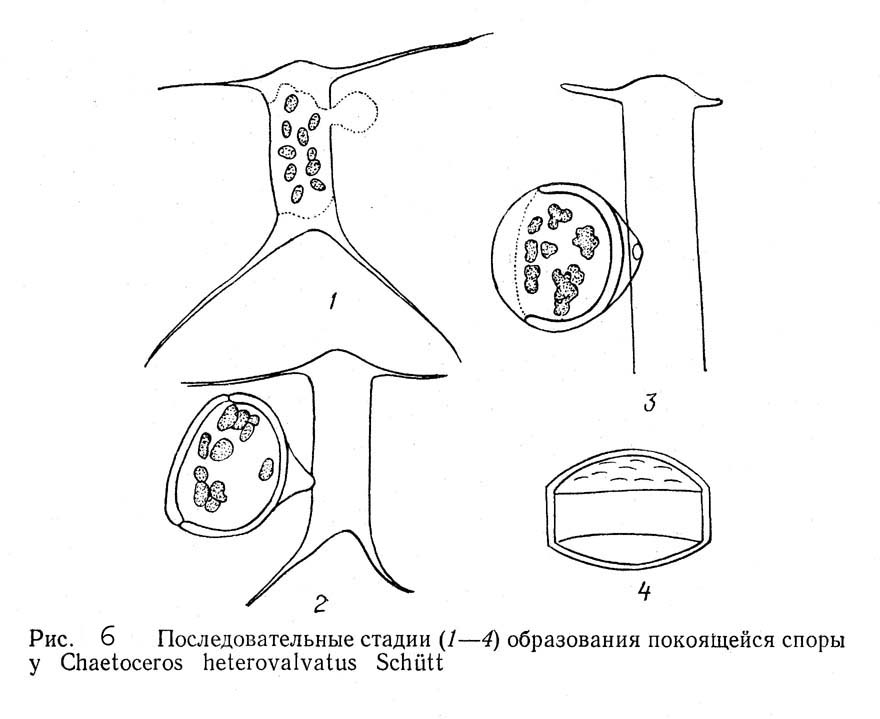 1
3
2
4
Рис. 6 Последовательные стадии (1—4) образования покоящейся споры
у Chaetoceros heterovalvatus Schütt